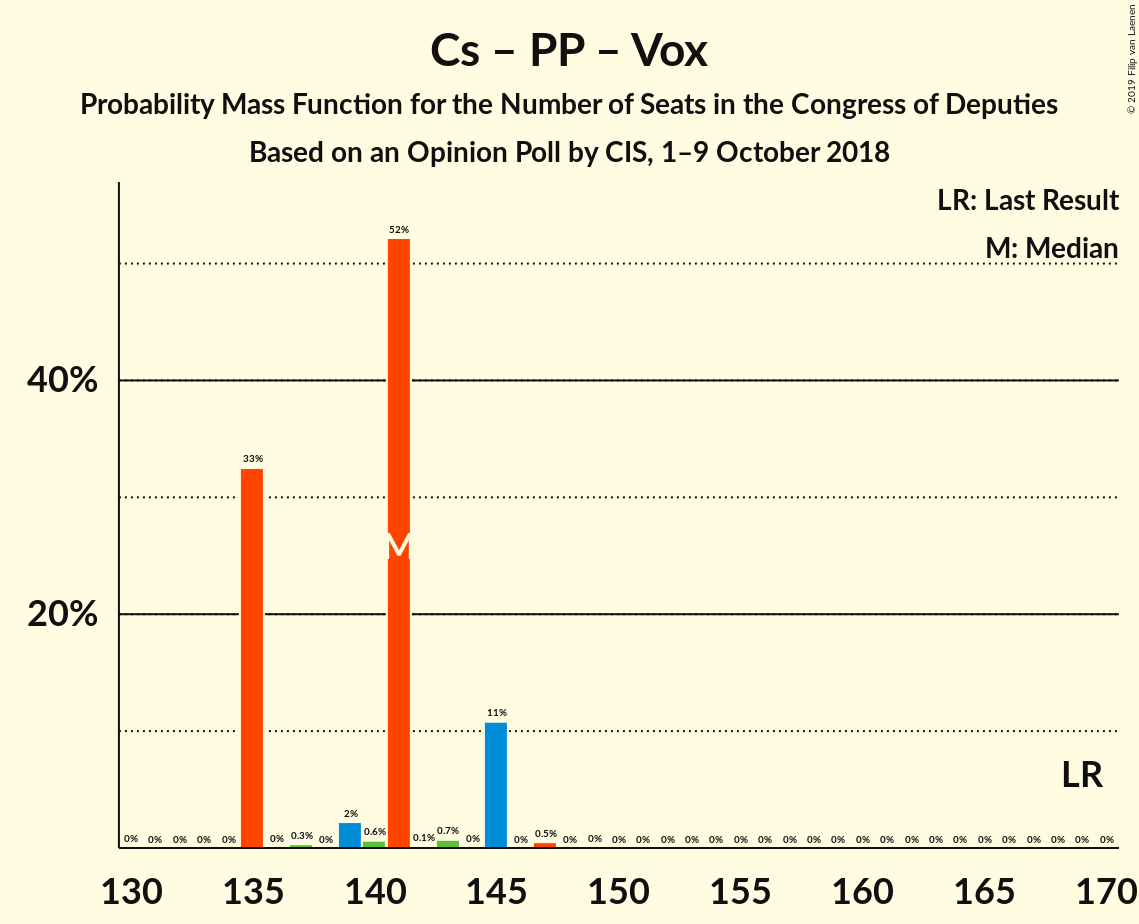 Cs – PP – Vox
Probability Mass Function for the Number of Seats in the Congress of Deputies
Based on an Opinion Poll by CIS, 1–9 October 2018
© 2019 Filip van Laenen
LR: Last Result
M: Median
40%
20%
0% 0% 0% 0% 0% 33% 0% 0.3% 0% 2% 0.6% 52% 0.1% 0.7% 0% 11% 0% 0.5% 0% 0% 0% 0% 0% 0% 0% 0% 0% 0% 0% 0% 0% 0% 0% 0% 0% 0% 0% 0% 0% 0% 0%
M
LR
130 135 140 145 150 155 160 165 170